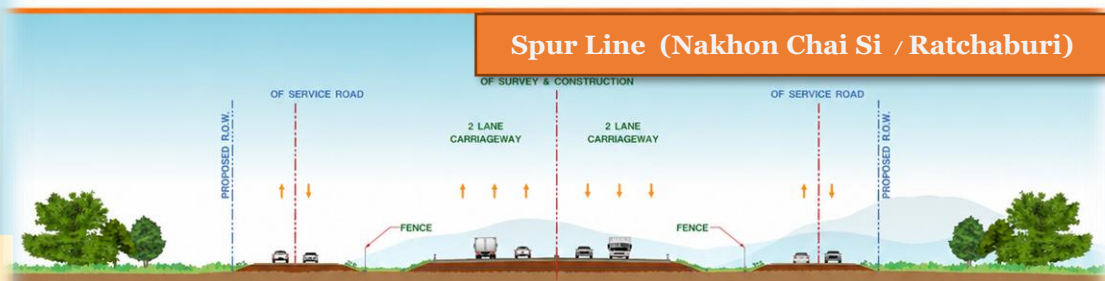 Spur Line (Nakhon Chai Si / Ratchaburi)
OF SURVEY & CONSTRUCTION
OF SERVICE ROAD
OF SERVICE ROAD
PROPOSED R.O.W.
2 LANE
CARRIAGEWAY
2 LANE
CARRIAGEWAY
PROPOSED R.O.W.
FENCE
FENCE